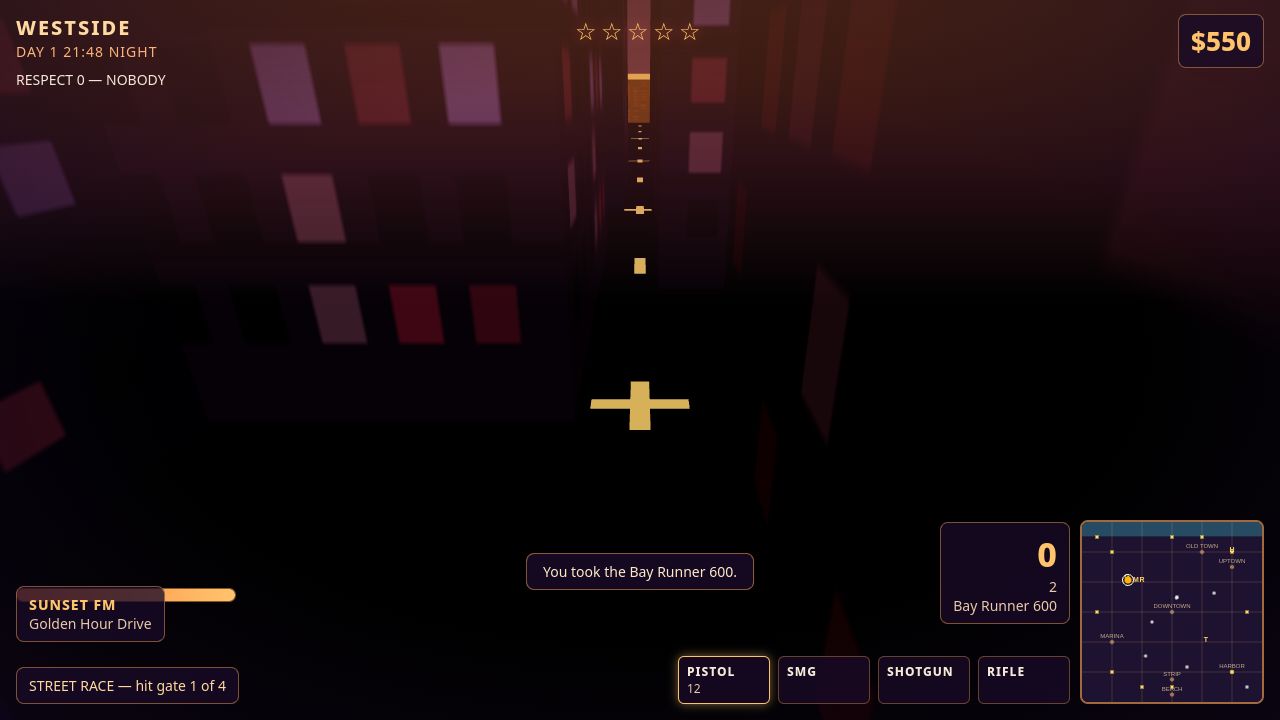 WESTSIDE
DAY 1 21:48 NIGHT
RESPECT 0 — NOBODY
☆☆☆☆☆
$550
You took the Bay Runner 600.
SUNSET FM
Golden Hour Drive
STREET RACE — hit gate 1 of 4
0
2
Bay Runner 600
PISTOL
12
SMG
SHOTGUN
RIFLE
OLD TOWN
UPTOWN
MR
DOWNTOWN
MARINA
T
HARBOR
STRIP
BEACH